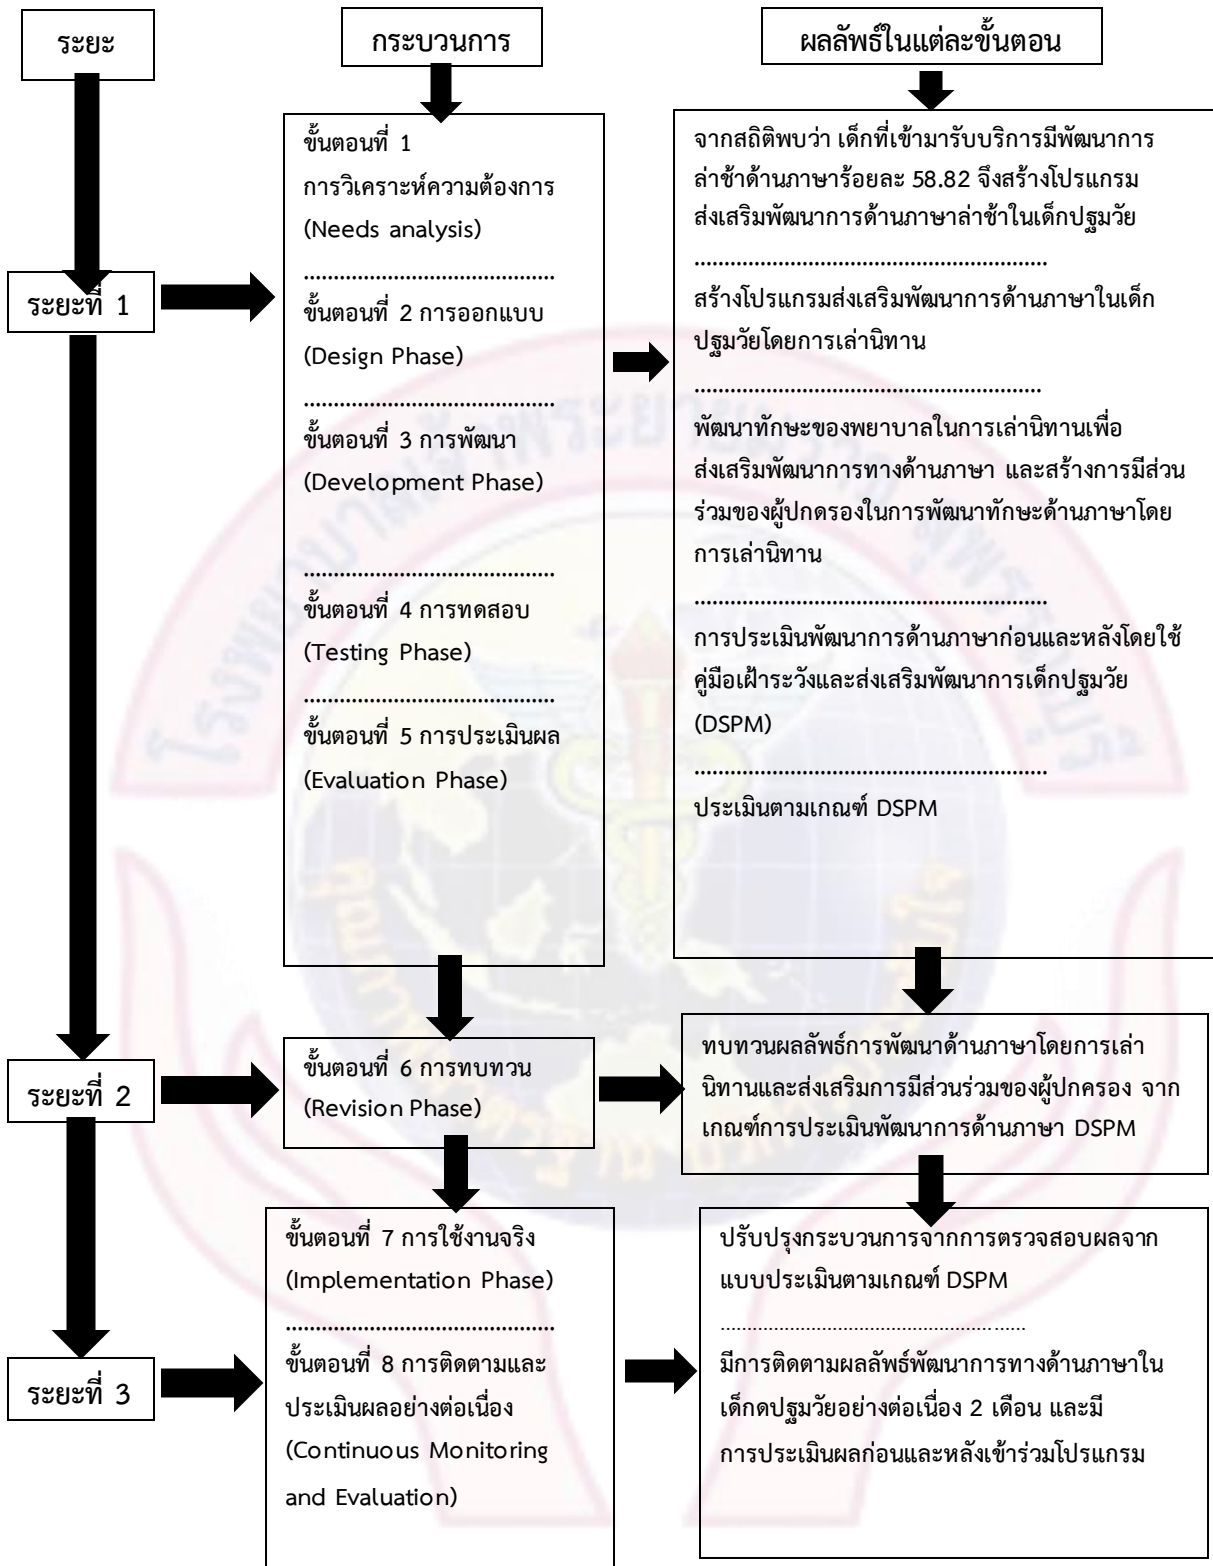 ระยะ
กระบวนการ
ผลลัพธ์ในแต่ละขั้นตอน
ระยะที่ 1
ขั้นตอนที่ 1
การวิเคราะห์ความต้องการ
(Needs analysis)
..........................................
ขั้นตอนที่ 2 การออกแบบ
(Design Phase)
..........................................
ขั้นตอนที่ 3 การพัฒนา
(Development Phase)
..........................................
ขั้นตอนที่ 4 การทดสอบ
(Testing Phase)
..........................................
ขั้นตอนที่ 5 การประเมินผล
(Evaluation Phase)
จากสถิติพบว่า เด็กที่เข้ามารับบริการมีพัฒนาการ
ล่าช้าด้านภาษาร้อยละ 58.82 จึงสร้างโปรแกรม
ส่งเสริมพัฒนาการด้านภาษาล่าช้าในเด็กปฐมวัย
...........................................................
สร้างโปรแกรมส่งเสริมพัฒนาการด้านภาษาในเด็ก
ปฐมวัยโดยการเล่านิทาน
..........................................................
พัฒนาทักษะของพยาบาลในการเล่านิทานเพื่อ
ส่งเสริมพัฒนาการทางด้านภาษา และสร้างการมีส่วน
ร่วมของผู้ปกครองในการพัฒนาทักษะด้านภาษาโดย
การเล่านิทาน
...........................................................
การประเมินพัฒนาการด้านภาษาก่อนและหลังโดยใช้
คู่มือเฝ้าระวังและส่งเสริมพัฒนาการเด็กปฐมวัย
(DSPM)
...........................................................
ประเมินตามเกณฑ์ DSPM
ระยะที่ 2
ขั้นตอนที่ 6 การทบทวน
(Revision Phase)
ทบทวนผลลัพธ์การพัฒนาด้านภาษาโดยการเล่า
นิทานและส่งเสริมการมีส่วนร่วมของผู้ปกครอง จาก
เกณฑ์การประเมินพัฒนาการด้านภาษา DSPM
ระยะที่ 3
ขั้นตอนที่ 7 การใช้งานจริง
(Implementation Phase)
.............................................
ขั้นตอนที่ 8 การติดตามและ
ประเมินผลอย่างต่อเนื่อง
(Continuous Monitoring
and Evaluation)
ปรับปรุงกระบวนการจากการตรวจสอบผลจาก
แบบประเมินตามเกณฑ์ DSPM
...................................................
มีการติดตามผลลัพธ์พัฒนาการทางด้านภาษาใน
เด็กดปฐมวัยอย่างต่อเนื่อง 2 เดือน และมี
การประเมินผลก่อนและหลังเข้าร่วมโปรแกรม
โรงพยาบาลเจ้าพระยายมราช สุพรรณบุรี